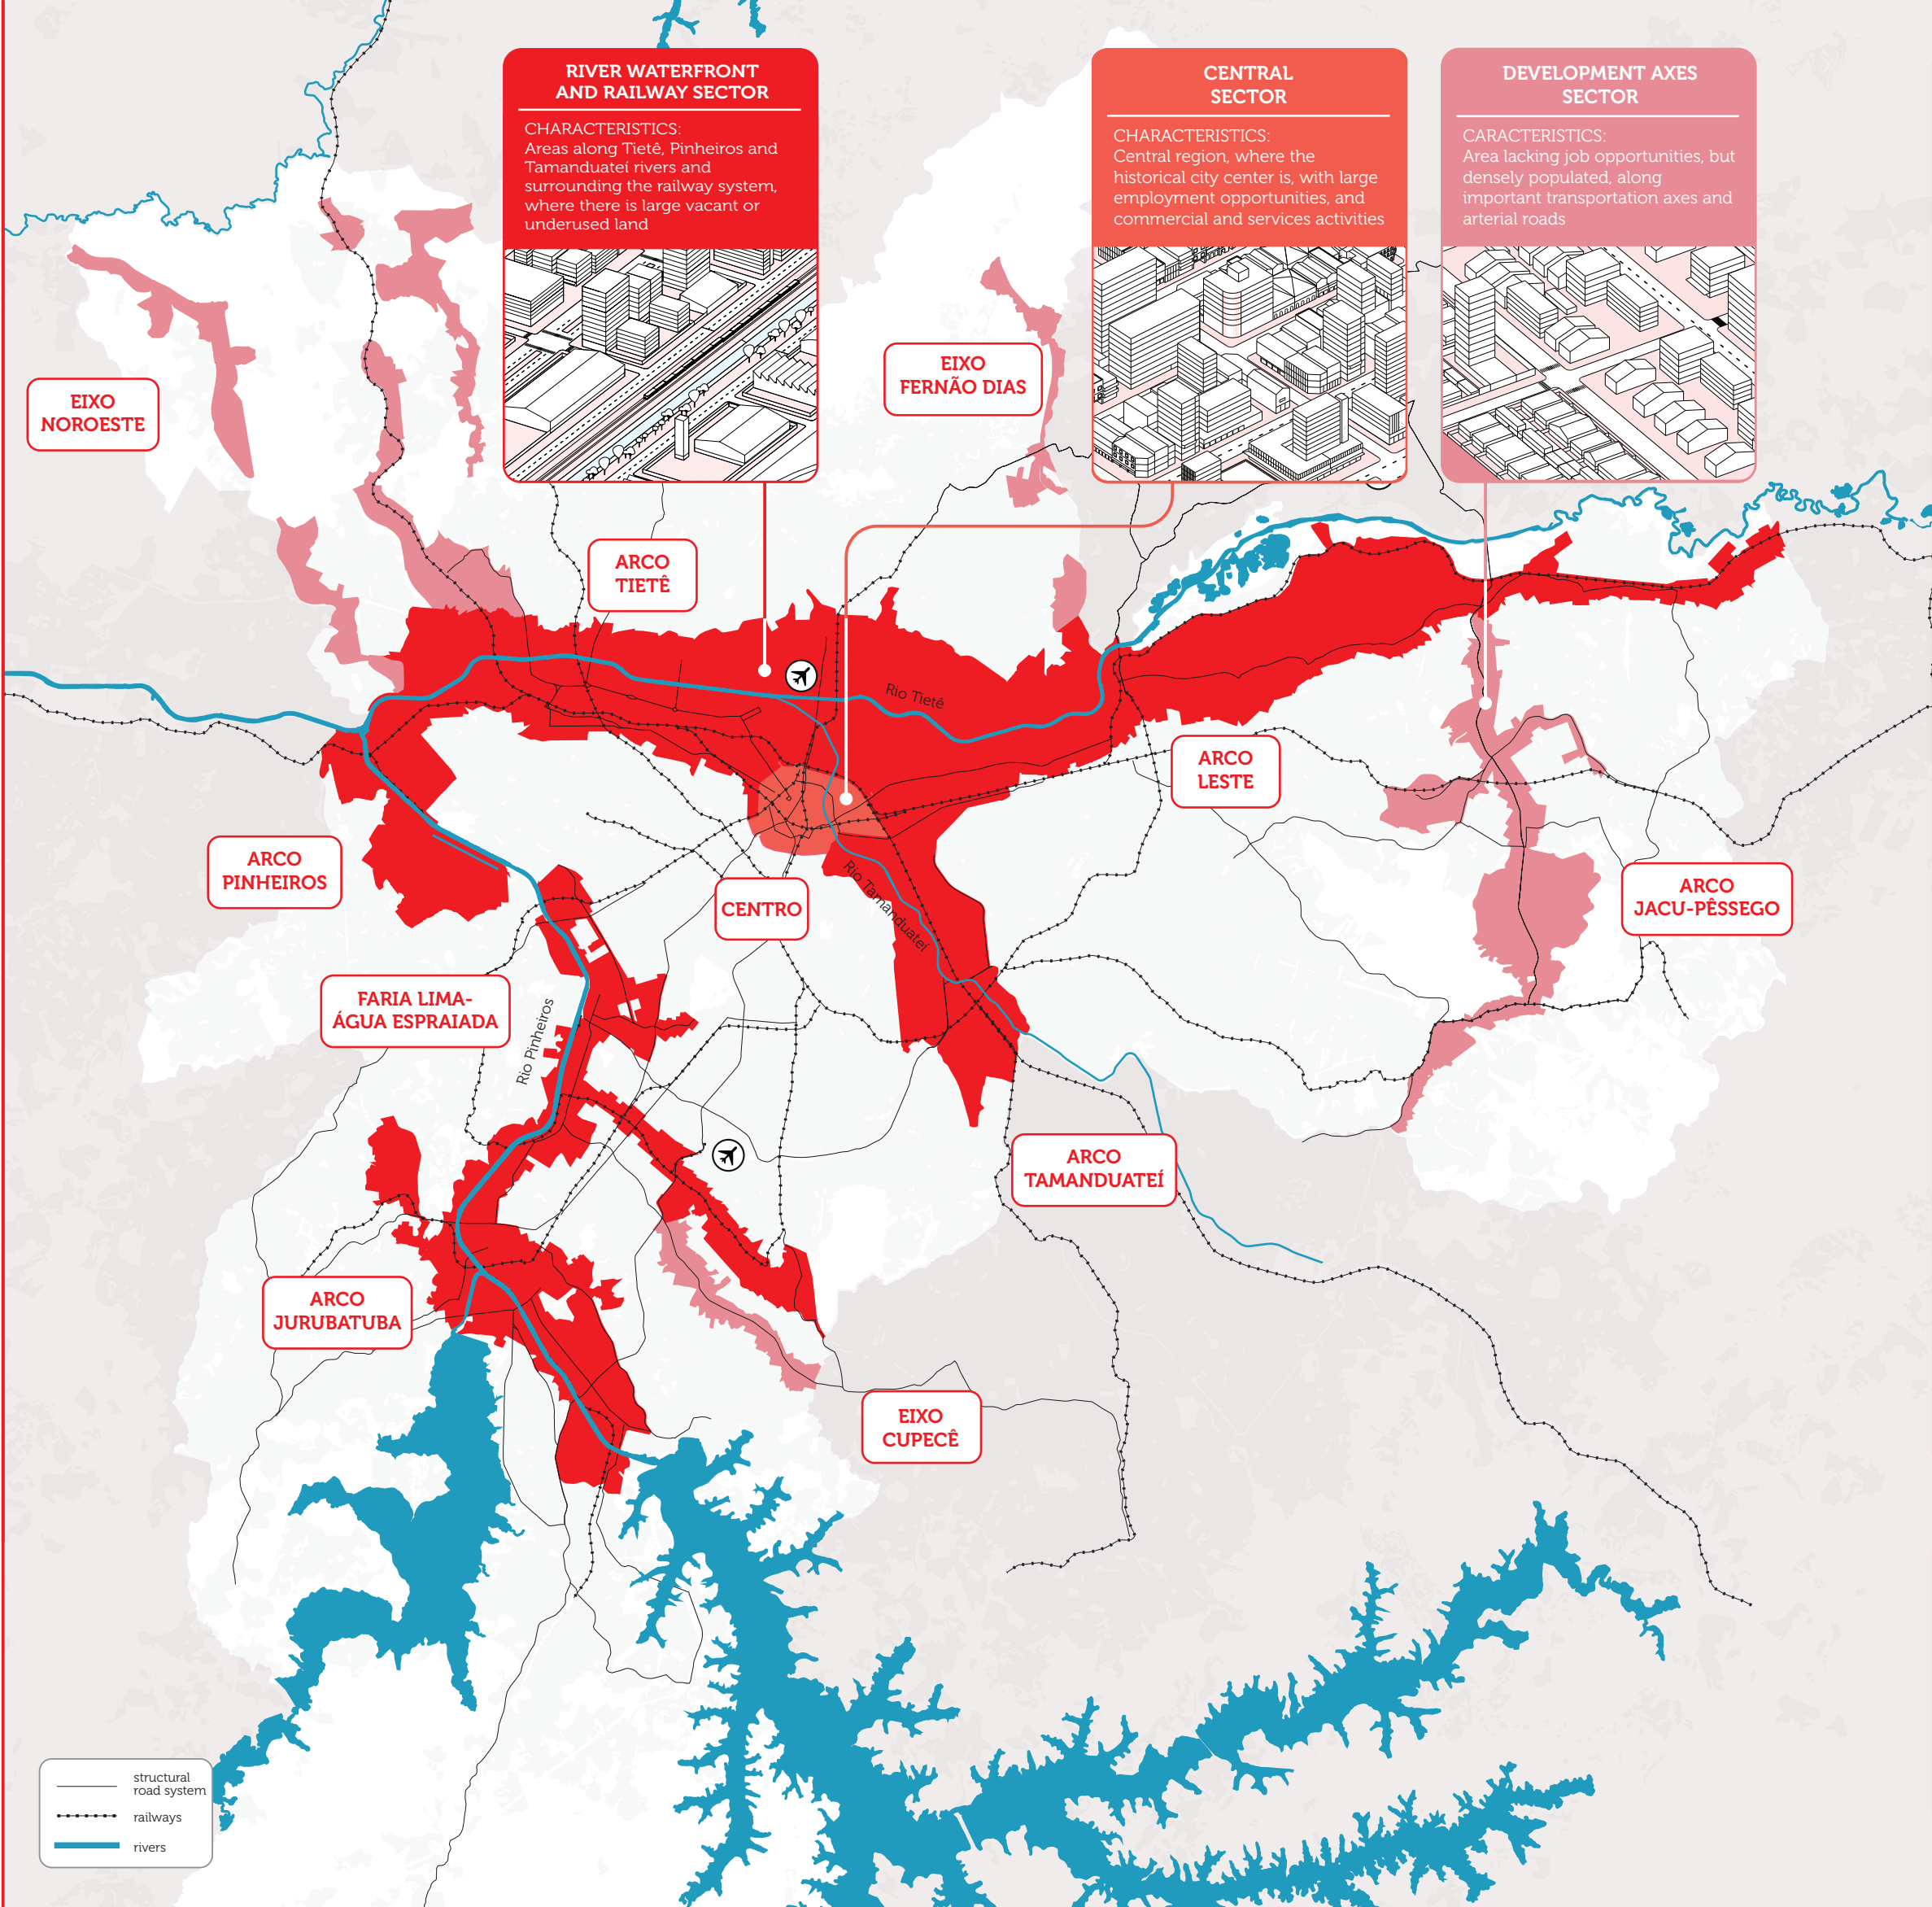 RIVER WATERFRONT
AND RAILWAY SECTOR
CHARACTERISTICS:
Areas along Tietê, Pinheiros and
Tamanduateí rivers and
surrounding the railway system,
where there is large vacant or
underused land
CENTRAL
SECTOR
CHARACTERISTICS:
Central region, where the
historical city center is, with large
employment opportunities, and
commercial and services activities
DEVELOPMENT AXES
SECTOR
CARACTERISTICS:
Area lacking job opportunities, but
densely populated, along
important transportation axes and
arterial roads
EIXO
NOROESTE
EIXO
FERNÃO DIAS
ARCO
TIETÊ
Rio Tietê
ARCO
LESTE
ARCO
PINHEIROS
CENTRO
Rio Tamanduateí
ARCO
JACU-PÊSSEGO
FARIA LIMA-
ÁGUA ESPRAIADA
Rio Pinheiros
ARCO
TAMANDUATEÍ
ARCO
JURUBATUBA
EIXO
CUPECÊ
structural
road system
railways
rivers